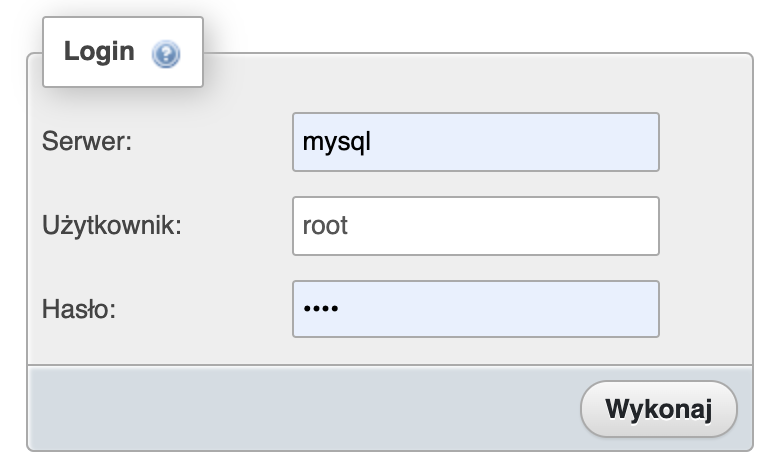 Login
Serwer: mysql
Użytkownik: root
Hasło: ••••
Wykonaj